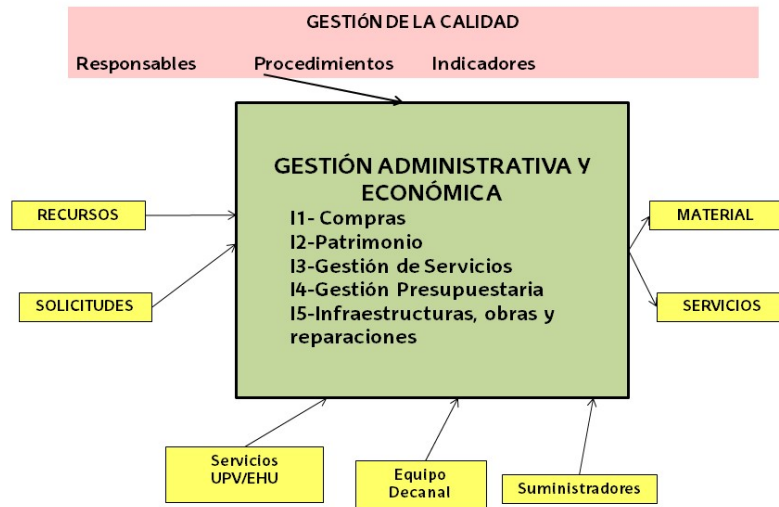 GESTIÓN DE LA CALIDAD
Responsables Procedimientos Indicadores
GESTIÓN ADMINISTRATIVA Y
ECONÓMICA
I1- Compras
I2-Patrimonio
I3-Gestión de Servicios
I4-Gestión Presupuestaria
I5-Infraestructuras, obras y
reparaciones
RECURSOS
SOLICITUDES
MATERIAL
SERVICIOS
Servicios
UPV/EHU
Equipo
Decanal
Suministradores